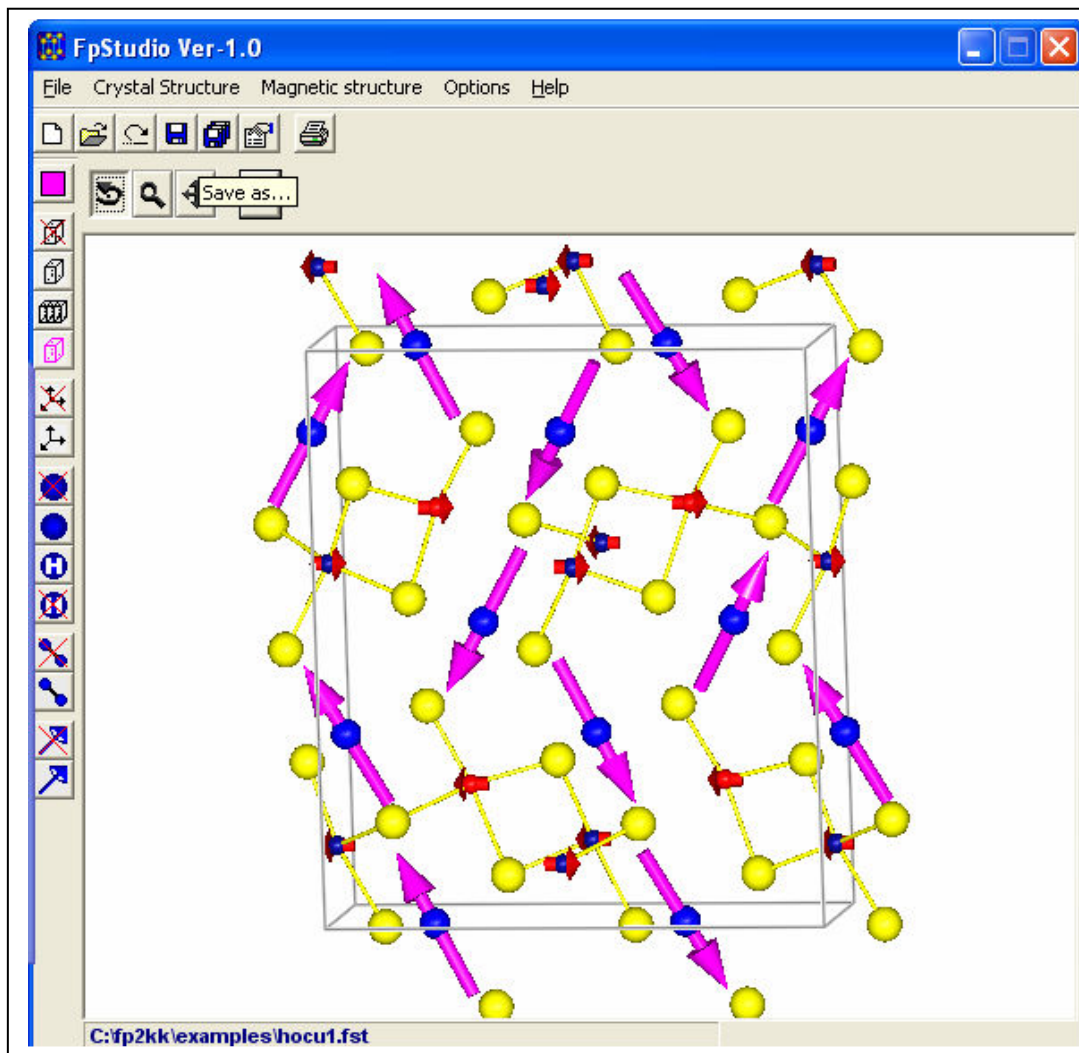 FpStudio Ver-1.0
File Crystal Structure Magnetic structure Options Help
Save as...
H
C:\fp2kk\examples\hocu1.fst